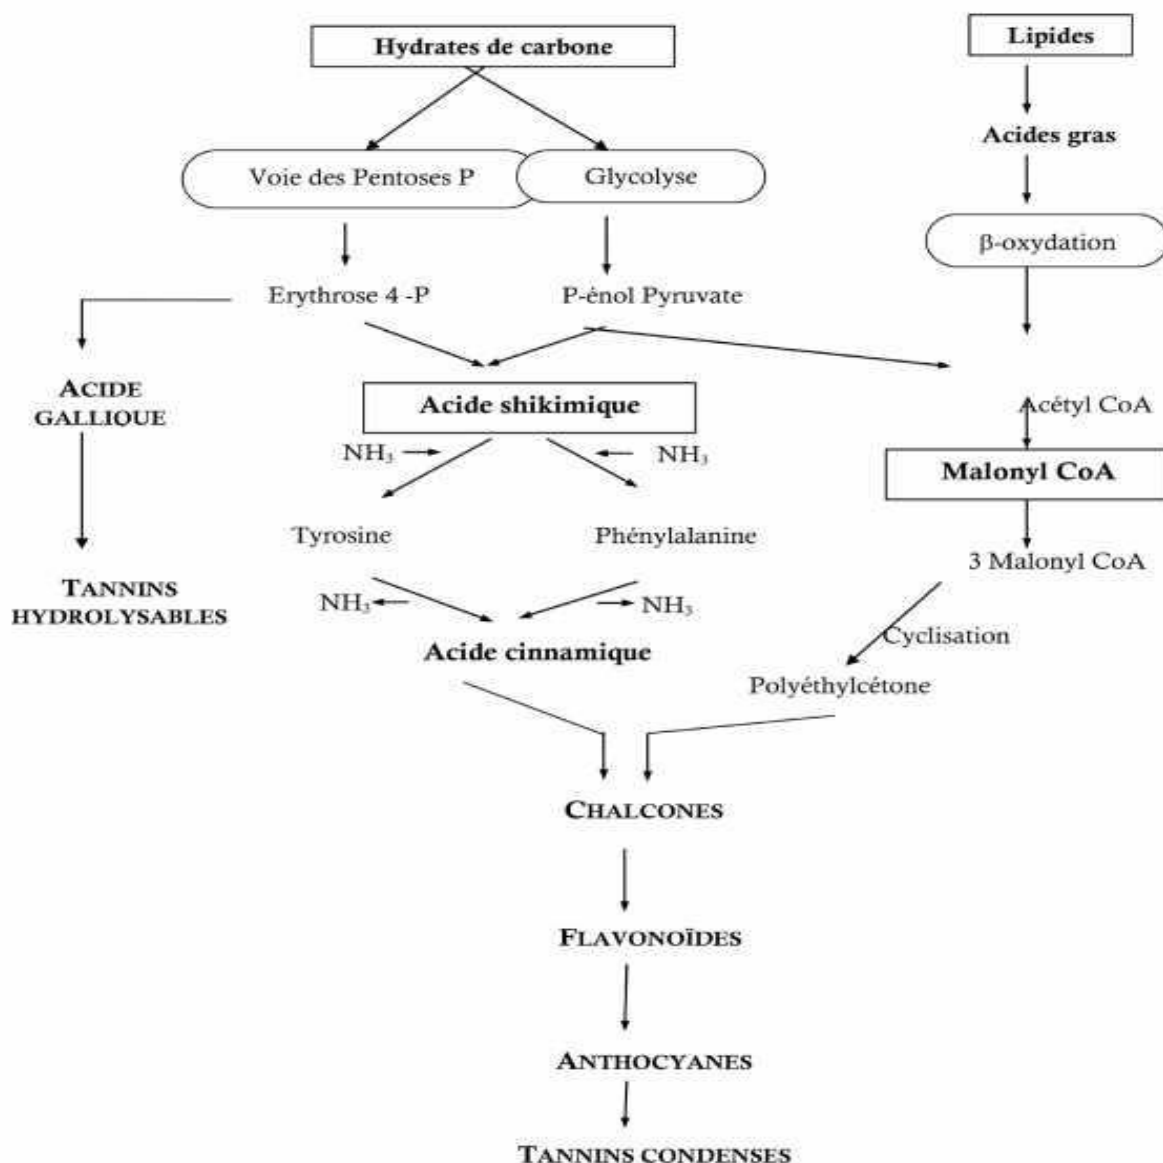 Hydrates de carbone
Lipides
Acides gras
Voie des Pentoses P
Glycolyse
β-oxydation
Erythrose 4 -P
P-énol Pyruvate
ACIDE
GALLIQUE
Acide shikimique
Acétyl CoA
NH₃
NH₃
Malonyl CoA
Tyrosine
Phénylalanine
3 Malonyl CoA
TANNINS
HYDROLYSABLES
NH₃
NH₃
Cyclisation
Acide cinnamique
Polyéthylcétone
CHALCONES
FLAVONOÏDES
ANTHOCYANES
TANNINS CONDENSES